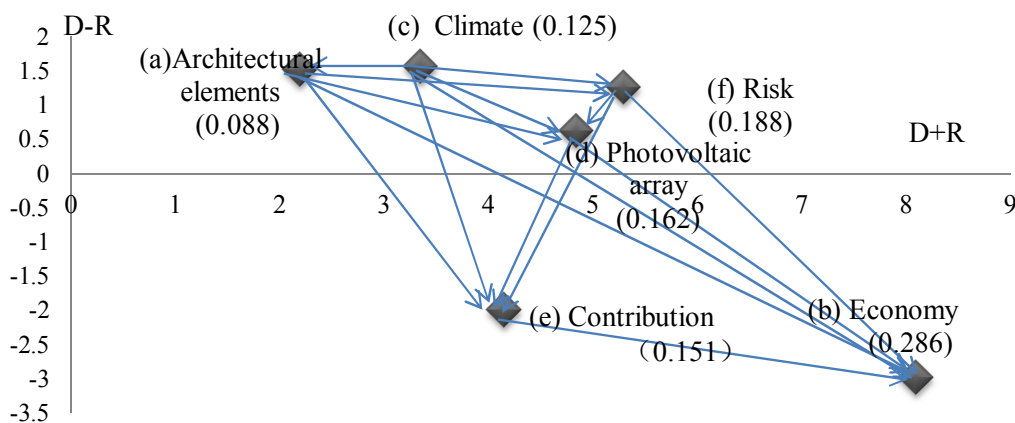 D-R
(c) Climate (0.125)
2
(a)Architectural
elements
(0.088)
1.5
1
(f) Risk
(0.188)
0.5
(d) Photovoltaic
array
(0.162)
D+R
0
0 1 2 3 4 5 6 7 8 9
-0.5
-1
-1.5
-2
(e) Contribution
（0.151）
(b) Economy
(0.286)
-2.5
-3
-3.5